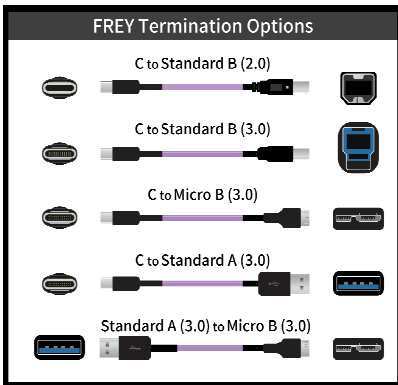 FREY Termination Options
C to Standard B (2.0)
C to Standard B (3.0)
C to Micro B (3.0)
C to Standard A (3.0)
Standard A (3.0) to Micro B (3.0)